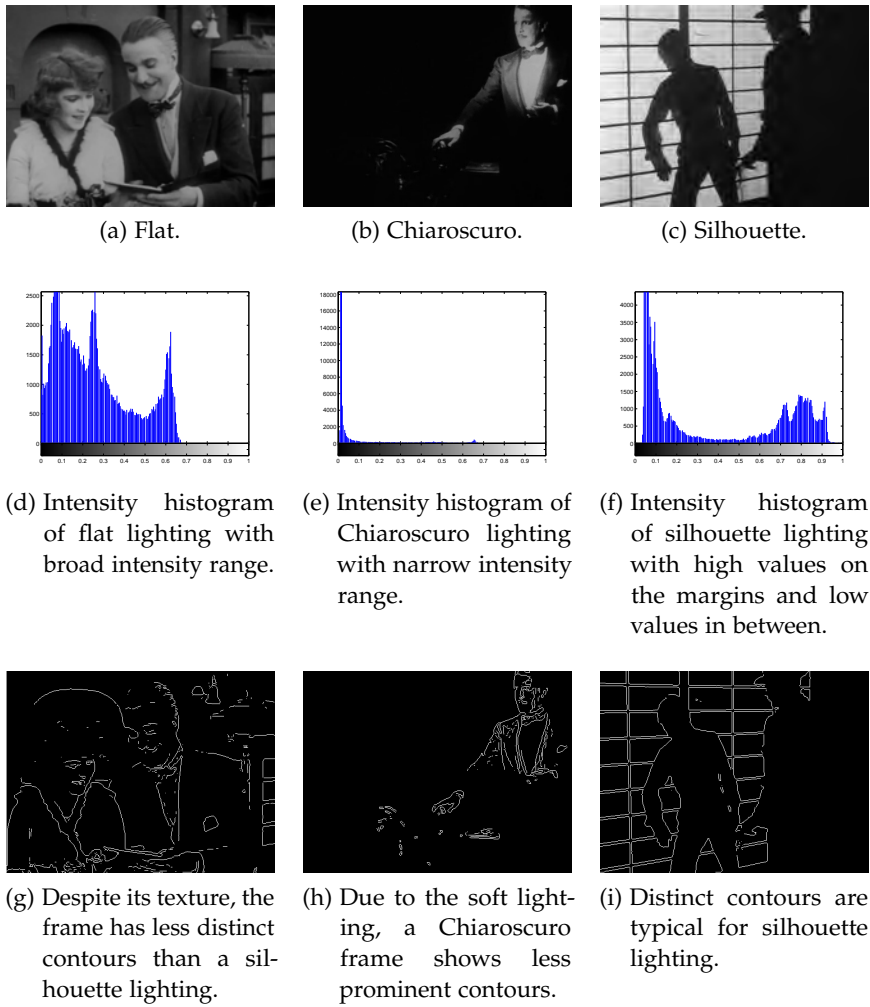 (a) Flat.
(b) Chiaroscuro.
(c) Silhouette.
2500
2000
1500
1000
500
0
0 0.1 0.2 0.3 0.4 0.5 0.6 0.7 0.8 0.9 1
18000
16000
14000
12000
10000
8000
6000
4000
2000
0
0 0.1 0.2 0.3 0.4 0.5 0.6 0.7 0.8 0.9 1
4000
3500
3000
2500
2000
1500
1000
500
0
0 0.1 0.2 0.3 0.4 0.5 0.6 0.7 0.8 0.9 1
(d) Intensity histogram
of flat lighting with
broad intensity range.
(e) Intensity histogram of
Chiaroscuro lighting
with narrow intensity
range.
(f) Intensity histogram
of silhouette lighting
with high values on
the margins and low
values in between.
(g) Despite its texture, the
frame has less distinct
contours than a sil-
houette lighting.
(h) Due to the soft light-
ing, a Chiaroscuro
frame shows less
prominent contours.
(i) Distinct contours are
typical for silhouette
lighting.